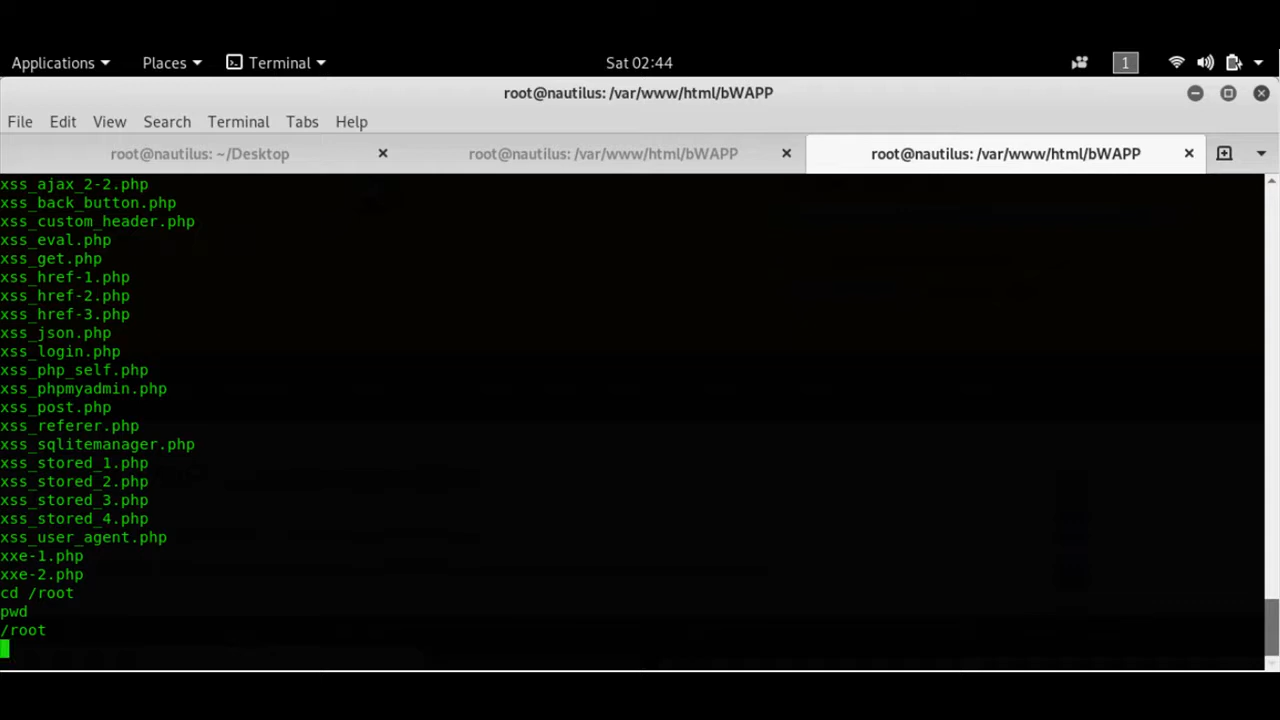 Applications Places Terminal Sat 02:44 1
root@nautilus: /var/www/html/bWAPP
File Edit View Search Terminal Tabs Help
root@nautilus: ~/Desktop root@nautilus: /var/www/html/bWAPP root@nautilus: /var/www/html/bWAPP
xss_ajax_2-2.php
xss_back_button.php
xss_custom_header.php
xss_eval.php
xss_get.php
xss_href-1.php
xss_href-2.php
xss_href-3.php
xss_json.php
xss_login.php
xss_php_self.php
xss_phpmyadmin.php
xss_post.php
xss_referer.php
xss_sqlitemanager.php
xss_stored_1.php
xss_stored_2.php
xss_stored_3.php
xss_stored_4.php
xss_user_agent.php
xxe-1.php
xxe-2.php
cd /root
pwd
/root